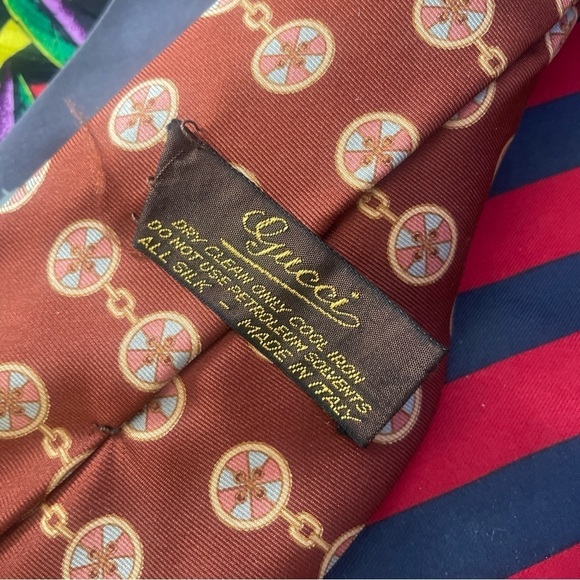 Gucci
DRY CLEAN ONLY COOL IRON
DO NOT USE PETROLEUM SOLVENTS
ALL SILK – MADE IN ITALY